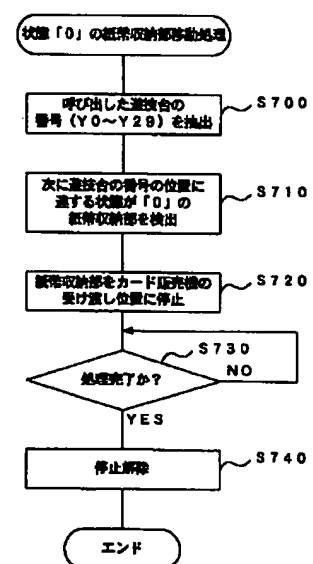 状態「0」の紙幣収納部移動処理
呼び出した遊技台の
番号（Y0～Y29）を抽出
S700
次に遊技台の番号の位置に
達する状態が「0」の
紙幣収納部を検出
S710
紙幣収納部をカード販売機の
受け渡し位置に停止
S720
S730
処理完了か？
NO
YES
停止解除
S740
エンド